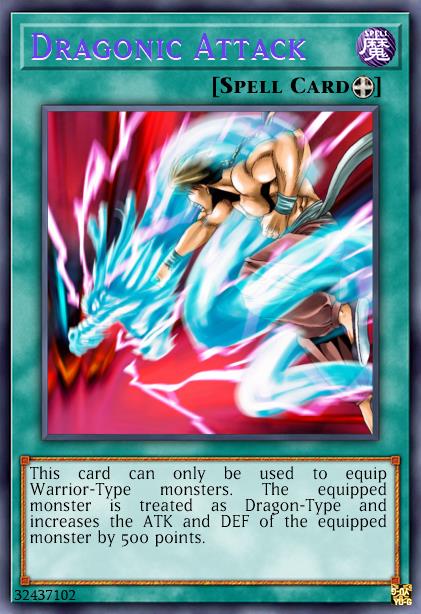 Dragonic Attack
SPELL
魔
[Spell Card]
This card can only be used to equip
Warrior-Type monsters. The equipped
monster is treated as Dragon-Type and
increases the ATK and DEF of the equipped
monster by 500 points.
32437102